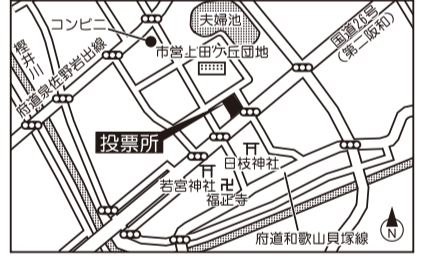 コンビニ
夫婦池
国道26号
(第二阪和)
市営上田ケ丘団地
樫井川
府道泉佐野岩出線
投票所
日枝神社
若宮神社
福正寺
府道和歌山貝塚線
N